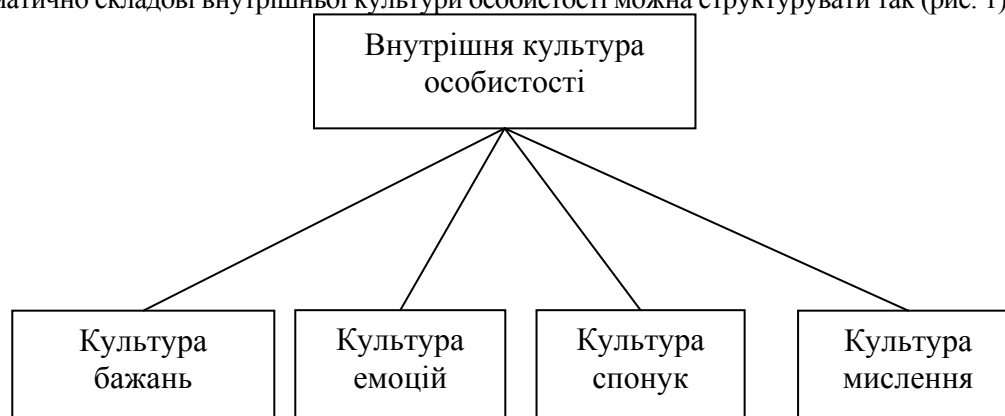 складові внутрішньої культури особистості можна структурувати так (рис. 1)
Внутрішня культура
особистості
Культура
бажань
Культура
емоцій
Культура
спонук
Культура
мислення